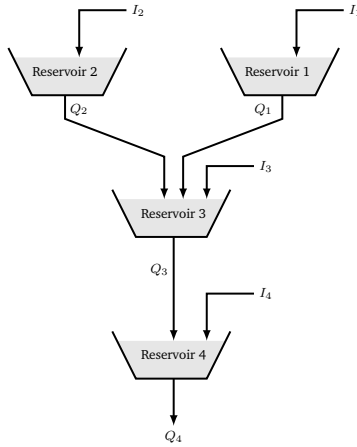 I₂
I₁
Reservoir 2
Reservoir 1
Q₂
Q₁
I₃
Reservoir 3
Q₃
I₄
Reservoir 4
Q₄